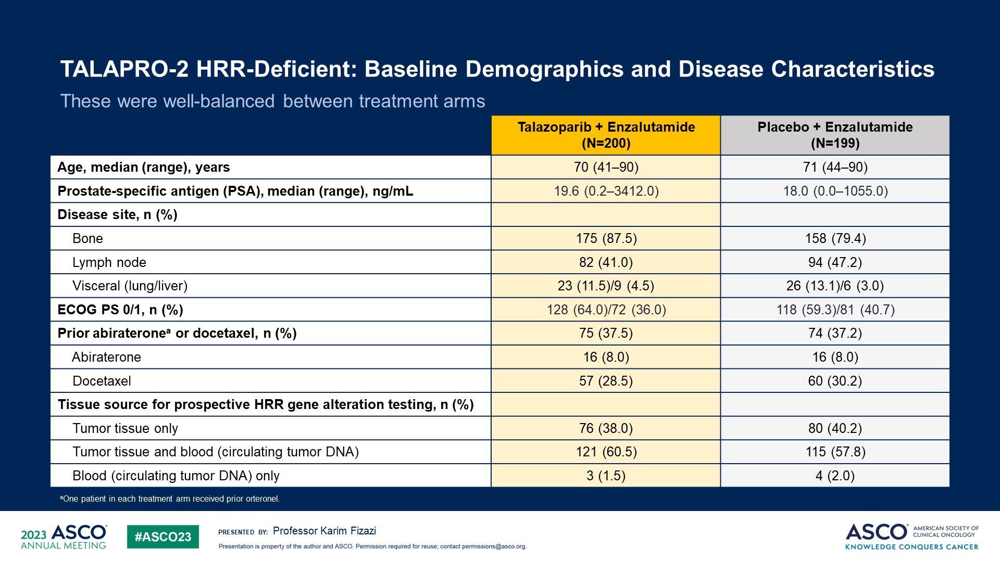 TALAPRO-2 HRR-Deficient: Baseline Demographics and Disease Characteristics
These were well-balanced between treatment arms
Talazoparib + Enzalutamide (N=200) Placebo + Enzalutamide (N=199)
Age, median (range), years 70 (41–90) 71 (44–90)
Prostate-specific antigen (PSA), median (range), ng/mL 19.6 (0.2–3412.0) 18.0 (0.0–1055.0)
Disease site, n (%)
Bone 175 (87.5) 158 (79.4)
Lymph node 82 (41.0) 94 (47.2)
Visceral (lung/liver) 23 (11.5)/9 (4.5) 26 (13.1)/6 (3.0)
ECOG PS 0/1, n (%) 128 (64.0)/72 (36.0) 118 (59.3)/81 (40.7)
Prior abirateroneᵃ or docetaxel, n (%) 75 (37.5) 74 (37.2)
Abiraterone 16 (8.0) 16 (8.0)
Docetaxel 57 (28.5) 60 (30.2)
Tissue source for prospective HRR gene alteration testing, n (%)
Tumor tissue only 76 (38.0) 80 (40.2)
Tumor tissue and blood (circulating tumor DNA) 121 (60.5) 115 (57.8)
Blood (circulating tumor DNA) only 3 (1.5) 4 (2.0)
ᵃOne patient in each treatment arm received prior orteronel.
2023 ASCO®
ANNUAL MEETING
#ASCO23
PRESENTED BY: Professor Karim Fizazi
Presentation is property of the author and ASCO. Permission required for reuse; contact permissions@asco.org.
ASCO® AMERICAN SOCIETY OF
CLINICAL ONCOLOGY
KNOWLEDGE CONQUERS CANCER